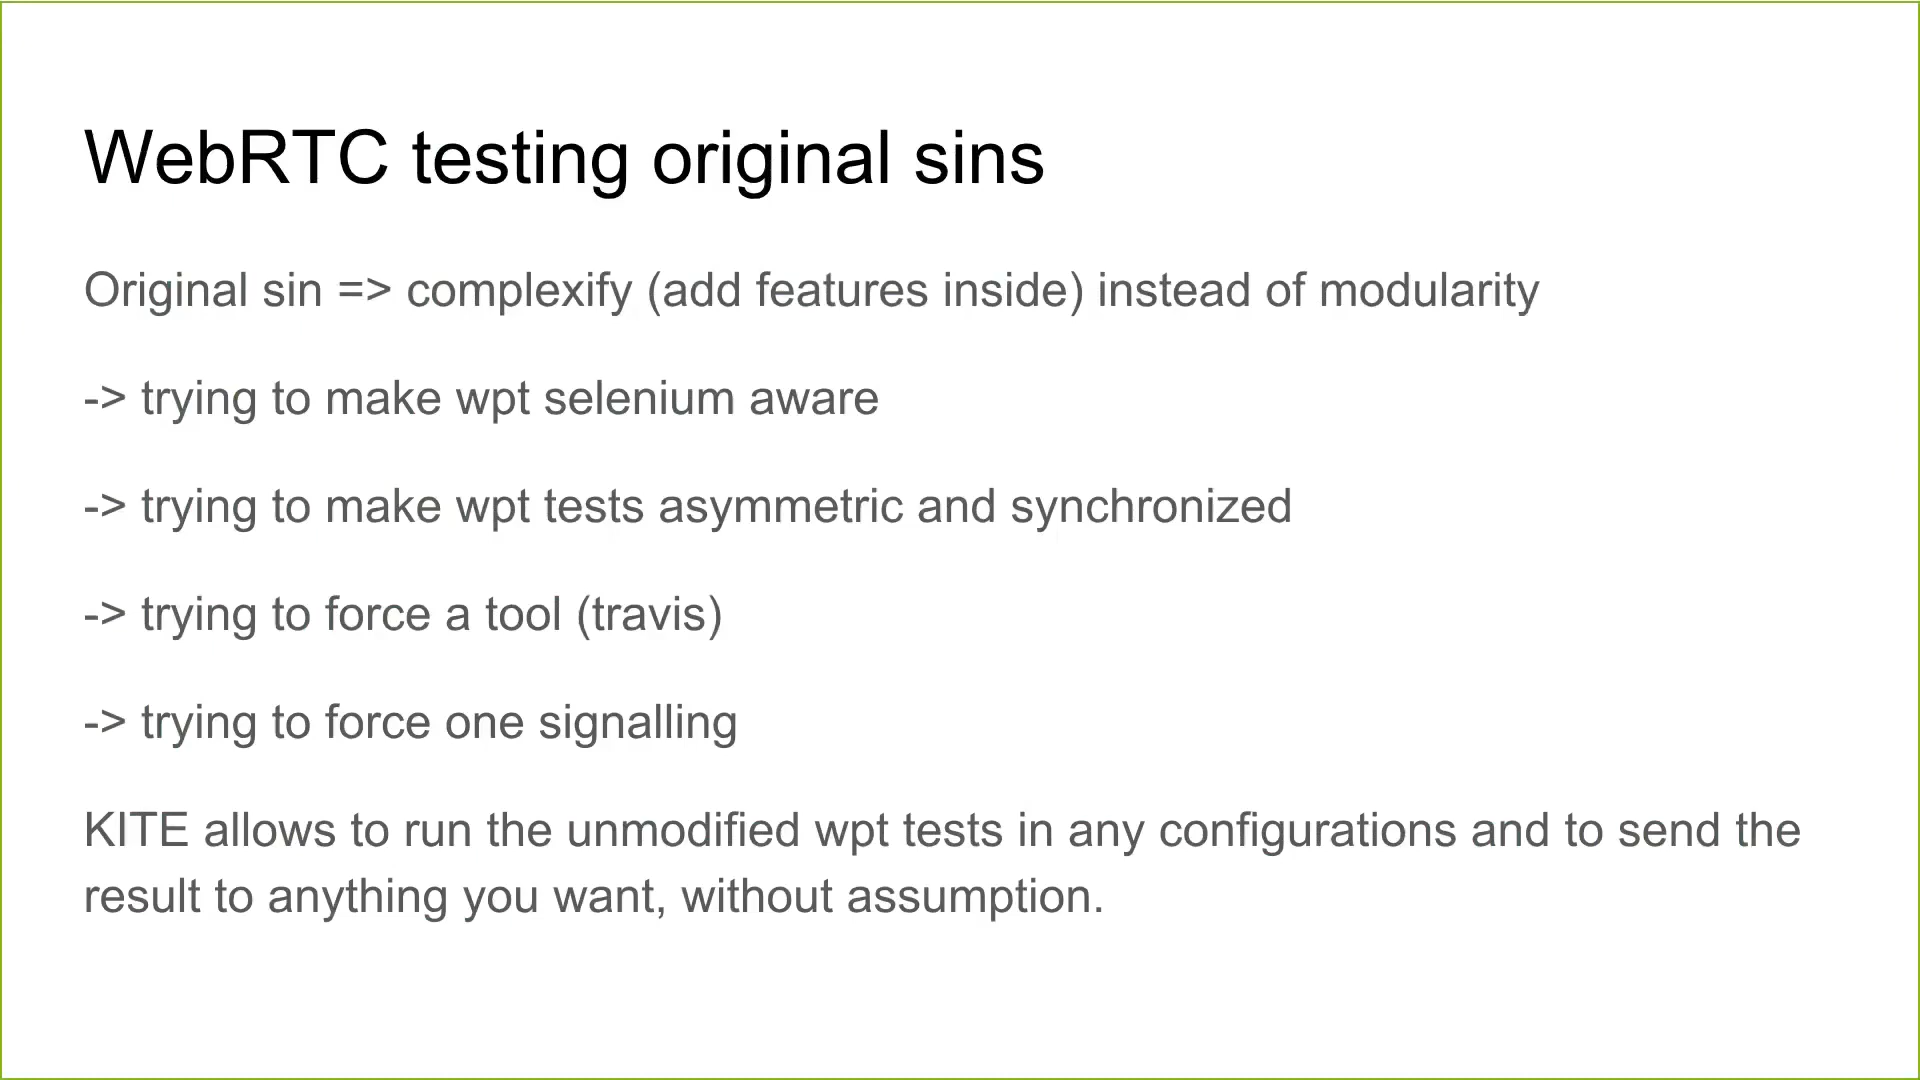 WebRTC testing original sins
Original sin => complexify (add features inside) instead of modularity
-> trying to make wpt selenium aware
-> trying to make wpt tests asymmetric and synchronized
-> trying to force a tool (travis)
-> trying to force one signalling
KITE allows to run the unmodified wpt tests in any configurations and to send the
result to anything you want, without assumption.